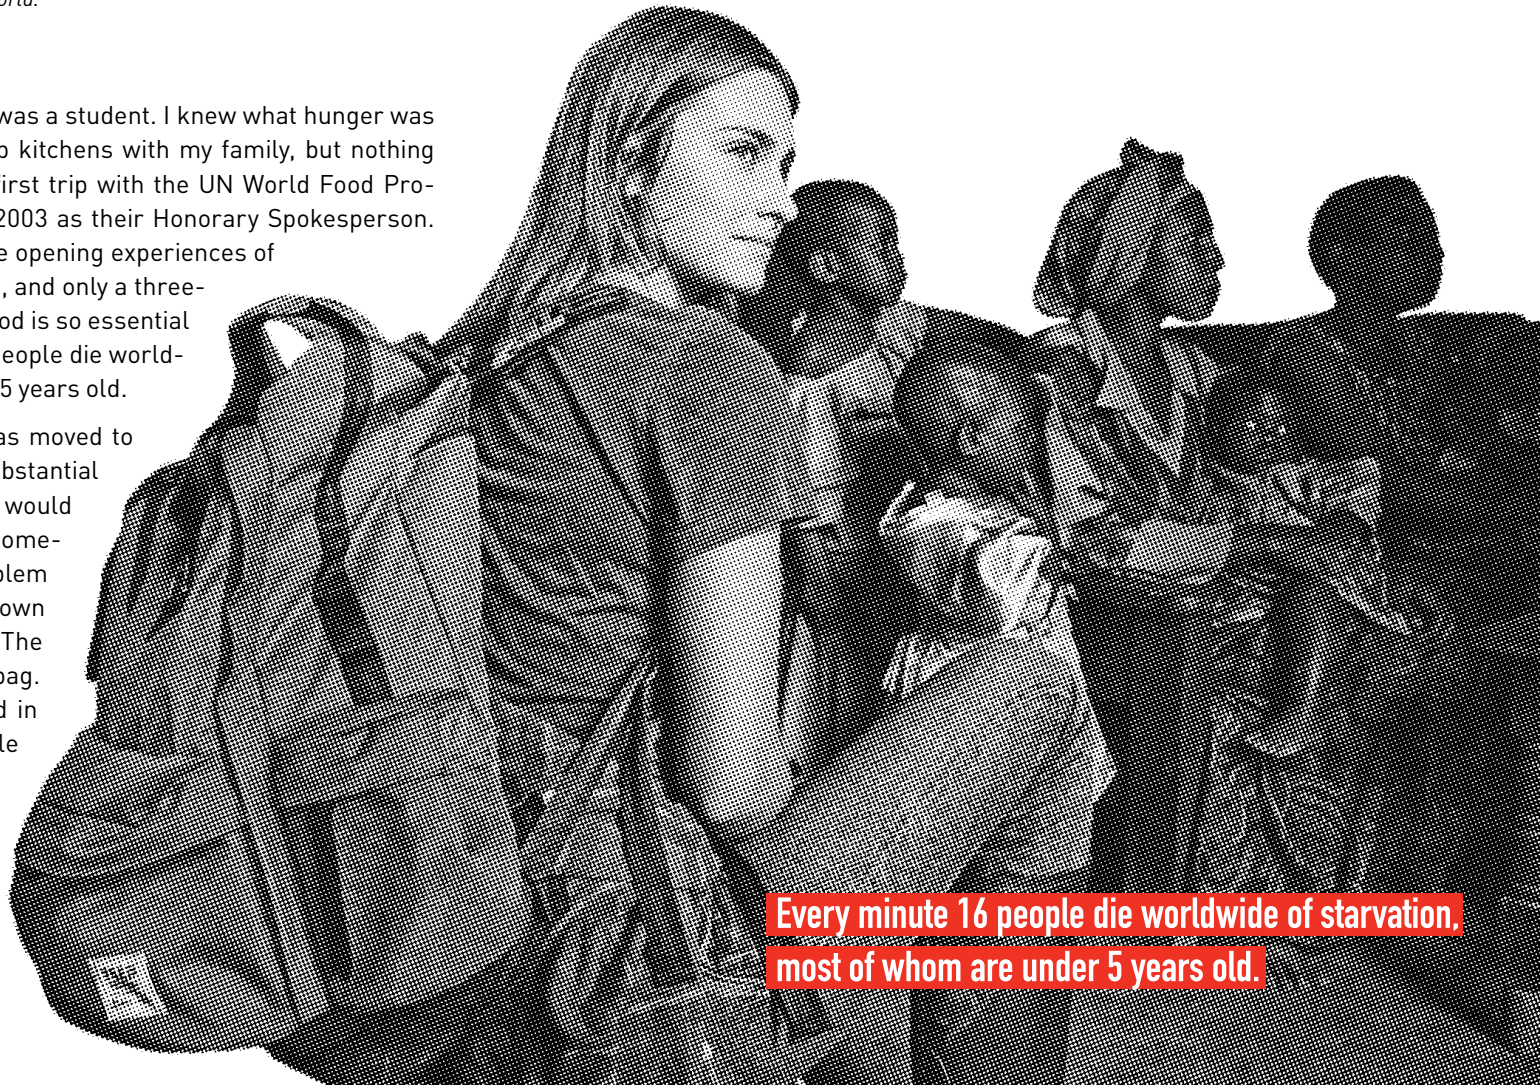 orld.
was a student. I knew what hunger was
p kitchens with my family, but nothing
first trip with the UN World Food Pro-
2003 as their Honorary Spokesperson.
e opening experiences of
, and only a three-
od is so essential
eople die world-
5 years old.
as moved to
bstantial
would
ome-
blem
own
The
bag.
d in
le
Every minute 16 people die worldwide of starvation,
most of whom are under 5 years old.